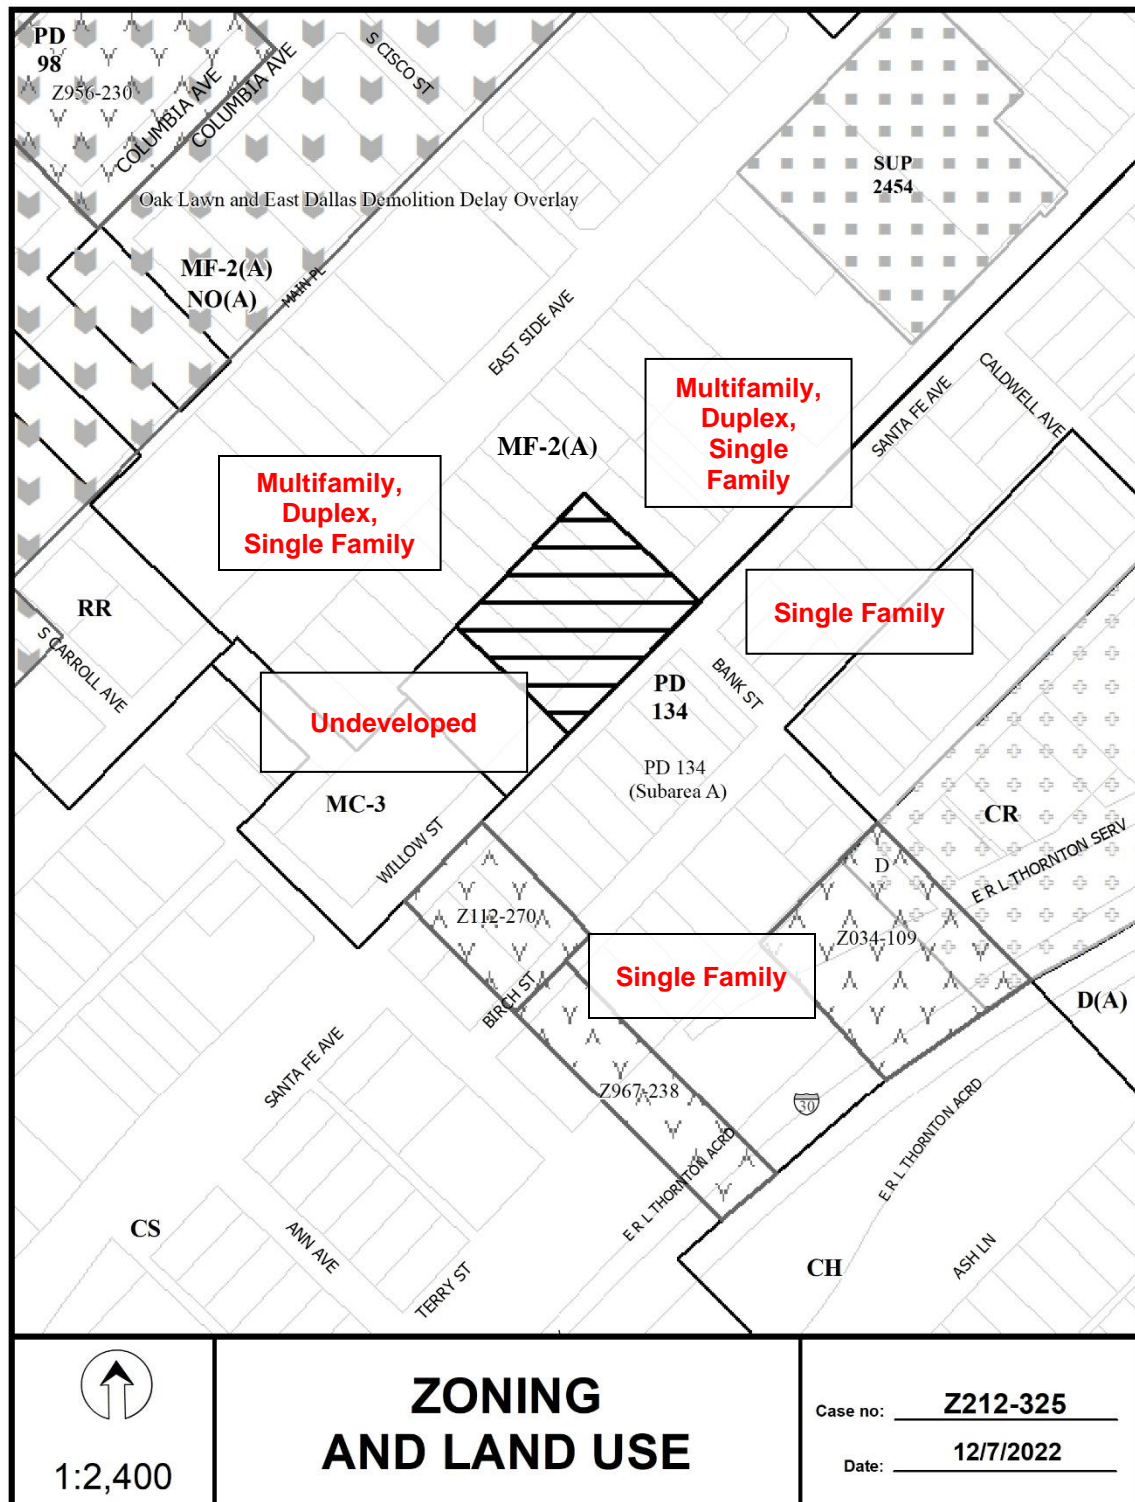 PD
98
Z956-230
COLUMBIA AVE
COLUMBIA AVE
S CISCO ST
Oak Lawn and East Dallas Demolition Delay Overlay
SUP
2454
MF-2(A)
NO(A)
MAIN PL
EAST SIDE AVE
CALDWELL AVE
SANTA FE AVE
Multifamily,
Duplex,
Single
Family
MF-2(A)
Multifamily,
Duplex,
Single Family
Single Family
RR
S CARROLL AVE
BANK ST
PD
134
Undeveloped
PD 134
(Subarea A)
MC-3
CR
WILLOW ST
E R L THORNTON SERV
D
Z112-270
Z034-109
Single Family
BIRCH ST
D(A)
SANTA FE AVE
Z967-238
30
E R L THORNTON ACRD
E R L THORNTON ACRD
CS
ANN AVE
TERRY ST
CH
ASH LN
1:2,400
ZONING
AND LAND USE
Case no: Z212-325
Date: 12/7/2022